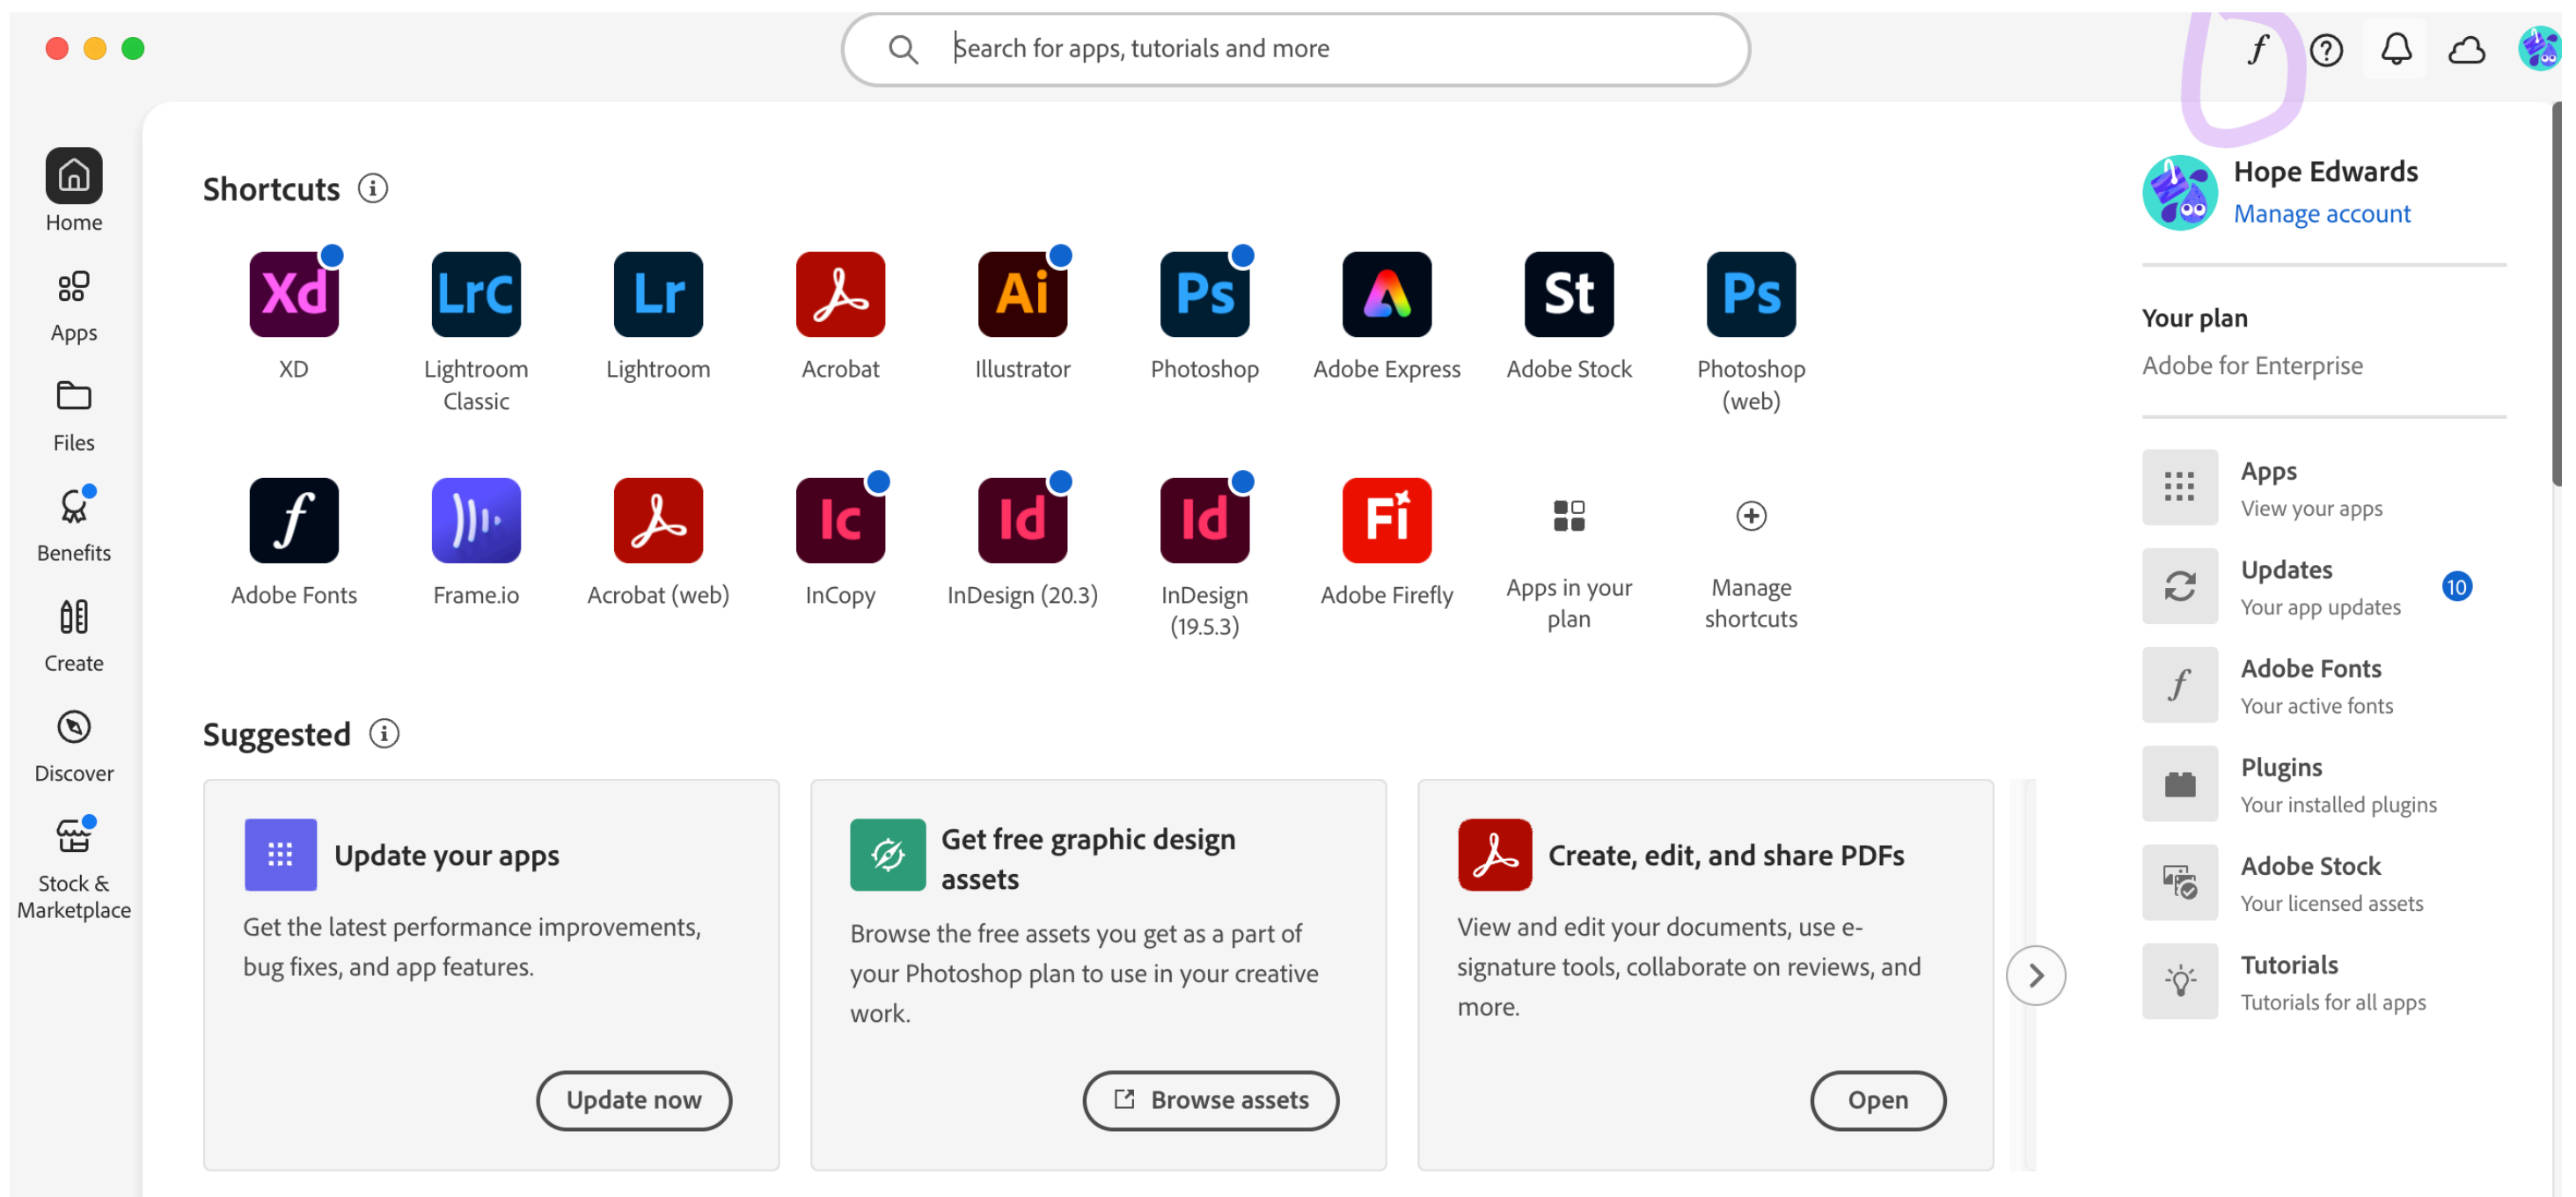 Search for apps, tutorials and more
f
Home
Apps
Files
Benefits
Create
Discover
Stock &
Marketplace
Shortcuts
Xd
LrC
Lr
Ai
Ps
St
Ps
XD
Lightroom
Classic
Lightroom
Acrobat
Illustrator
Photoshop
Adobe Express
Adobe Stock
Photoshop
(web)
f
Ic
Id
Id
Fi
Adobe Fonts
Frame.io
Acrobat (web)
InCopy
InDesign (20.3)
InDesign
(19.5.3)
Adobe Firefly
Apps in your
plan
Manage
shortcuts
Suggested
Update your apps
Get the latest performance improvements,
bug fixes, and app features.
Update now
Get free graphic design
assets
Browse the free assets you get as a part of
your Photoshop plan to use in your creative
work.
Browse assets
Create, edit, and share PDFs
View and edit your documents, use e-
signature tools, collaborate on reviews, and
more.
Open
Hope Edwards
Manage account
Your plan
Adobe for Enterprise
Apps
View your apps
Updates
Your app updates
10
f
Adobe Fonts
Your active fonts
Plugins
Your installed plugins
Adobe Stock
Your licensed assets
Tutorials
Tutorials for all apps